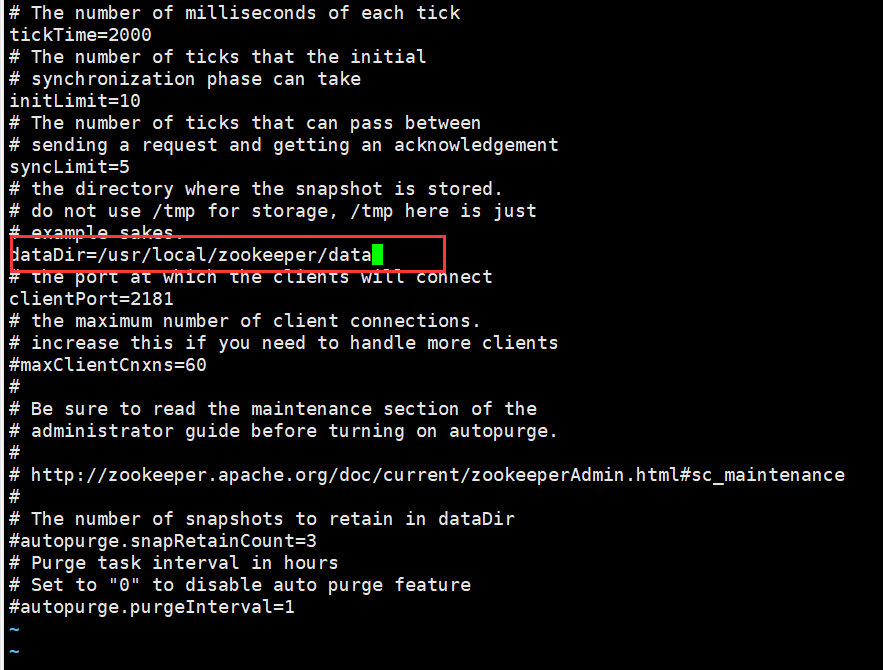 # The number of milliseconds of each tick
tickTime=2000
# The number of ticks that the initial
# synchronization phase can take
initLimit=10
# The number of ticks that can pass between
# sending a request and getting an acknowledgement
syncLimit=5
# the directory where the snapshot is stored.
# do not use /tmp for storage, /tmp here is just
# example sakes.
dataDir=/usr/local/zookeeper/data
# the port at which the clients will connect
clientPort=2181
# the maximum number of client connections.
# increase this if you need to handle more clients
#maxClientCnxns=60
#
# Be sure to read the maintenance section of the
# administrator guide before turning on autopurge.
#
# http://zookeeper.apache.org/doc/current/zookeeperAdmin.html#sc_maintenance
#
# The number of snapshots to retain in dataDir
#autopurge.snapRetainCount=3
# Purge task interval in hours
# Set to "0" to disable auto purge feature
#autopurge.purgeInterval=1
~
~